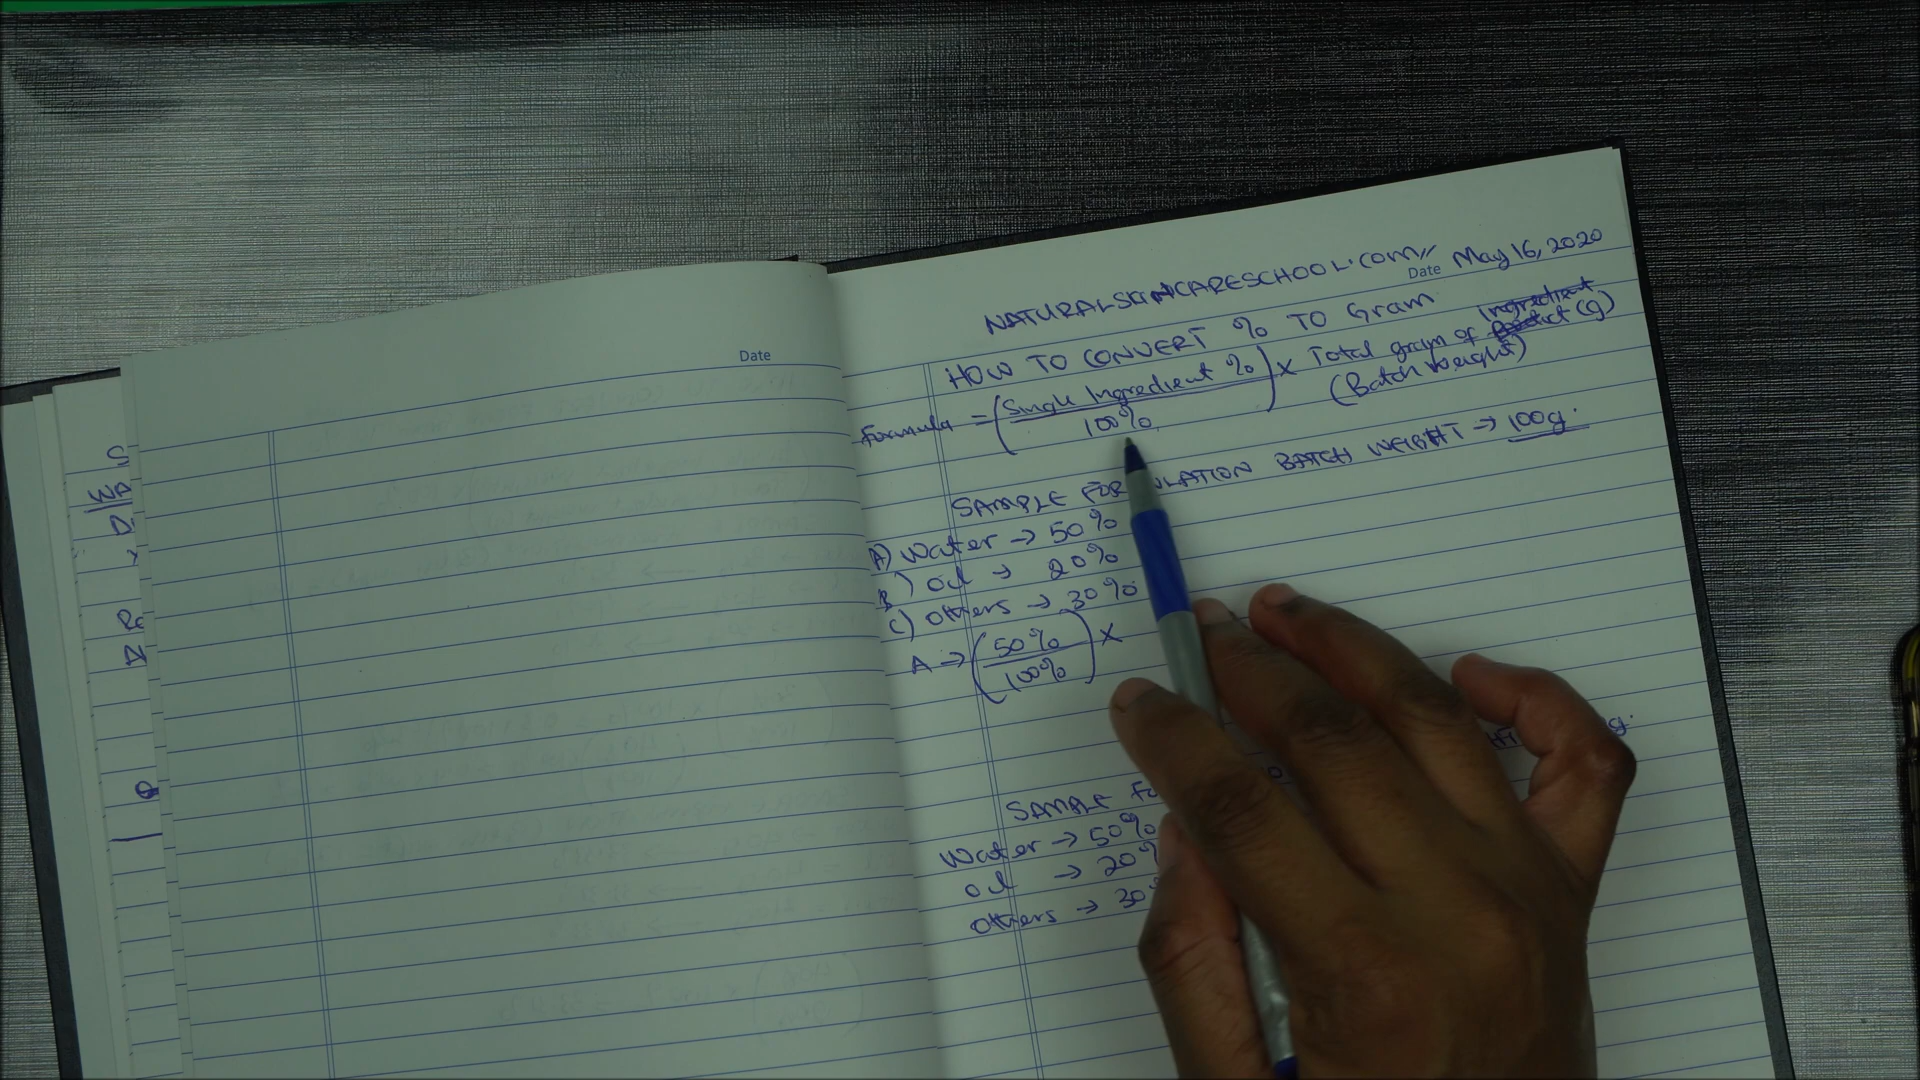 Date
NATURALSKINCARESCHOOL.COM//
Date May 16, 2020
HOW TO CONVERT % TO Gram
Formula = (Single Ingredient % / 100%) X Total gram of Ingredient (g)
(Batch weight)
SAMPLE FORMULATION BATCH WEIGHT → 100g.
A) Water → 50%
B) Oil → 20%
C) Others → 30%
A → (50% / 100%) X
SAMPLE
Water → 50%
Oil → 20%
Others → 30